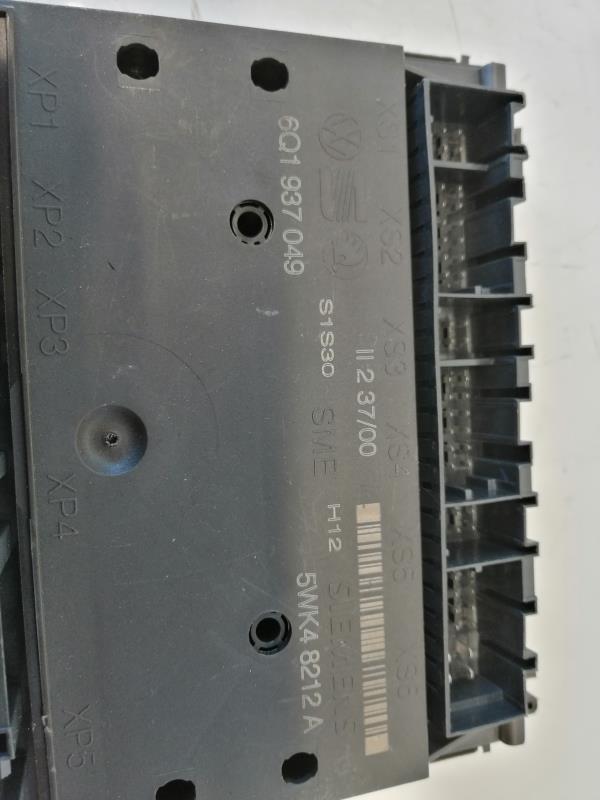 XS1 XS2 XS3 XS4 XS5 XS6
II 2 37/00
SME SIEMENS
S1S30 H12
6Q1 937 049 5WK4 8212 A
XP1 XP2 XP3 XP4 XP5